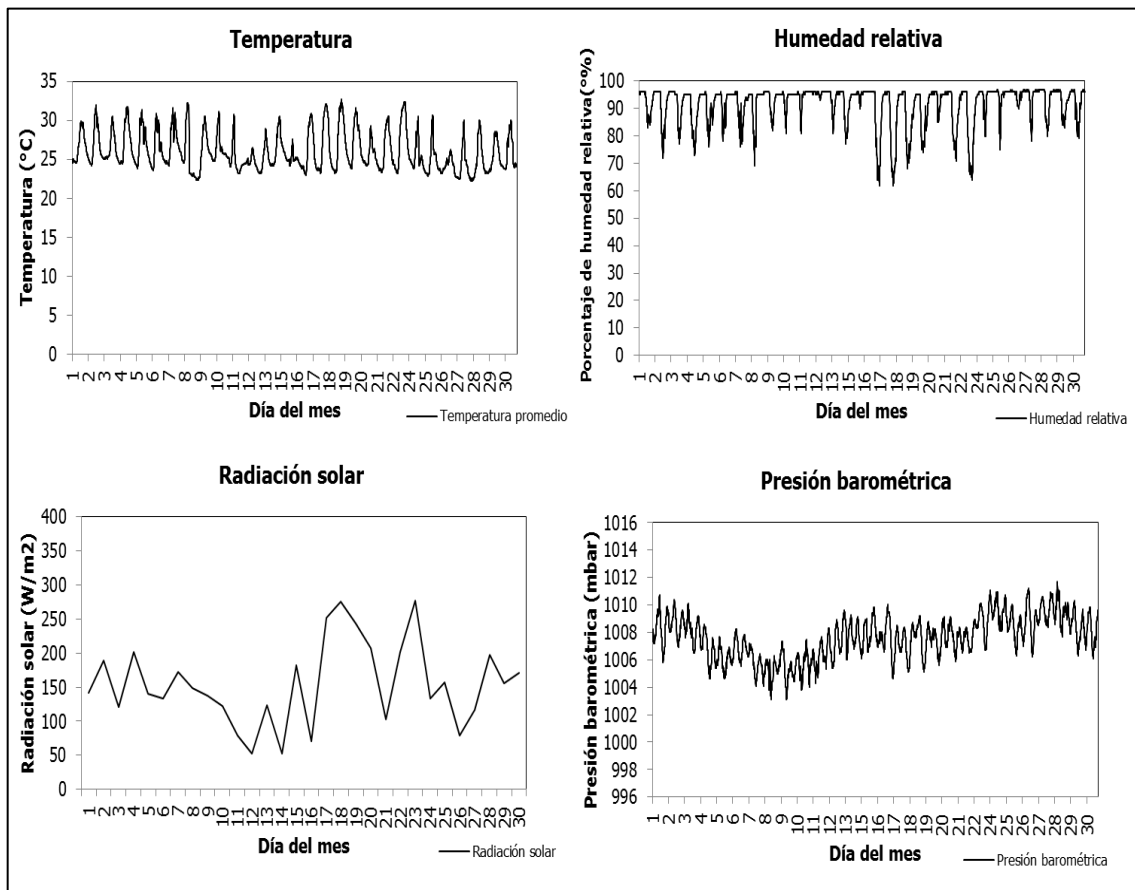 Temperatura
Temperatura (°C)
35
30
25
20
15
10
5
0
1 2 3 4 5 6 7 8 9 10 11 12 13 14 15 16 17 18 19 20 21 22 23 24 25 26 27 28 29 30
Día del mes
Temperatura promedio
Humedad relativa
Porcentaje de humedad relativa(°%)
100
90
80
70
60
50
40
30
20
10
0
1 2 3 4 5 6 7 8 9 10 11 12 13 14 15 16 17 18 19 20 21 22 23 24 25 26 27 28 29 30
Día del mes
Humedad relativa
Radiación solar
Radiación solar (W/m2)
400
350
300
250
200
150
100
50
0
1 2 3 4 5 6 7 8 9 10 11 12 13 14 15 16 17 18 19 20 21 22 23 24 25 26 27 28 29 30
Día del mes
Radiación solar
Presión barométrica
Presión barométrica (mbar)
1016
1014
1012
1010
1008
1006
1004
1002
1000
998
996
1 2 3 4 5 6 7 8 9 10 11 12 13 14 15 16 17 18 19 20 21 22 23 24 25 26 27 28 29 30
Día del mes
Presión barométrica